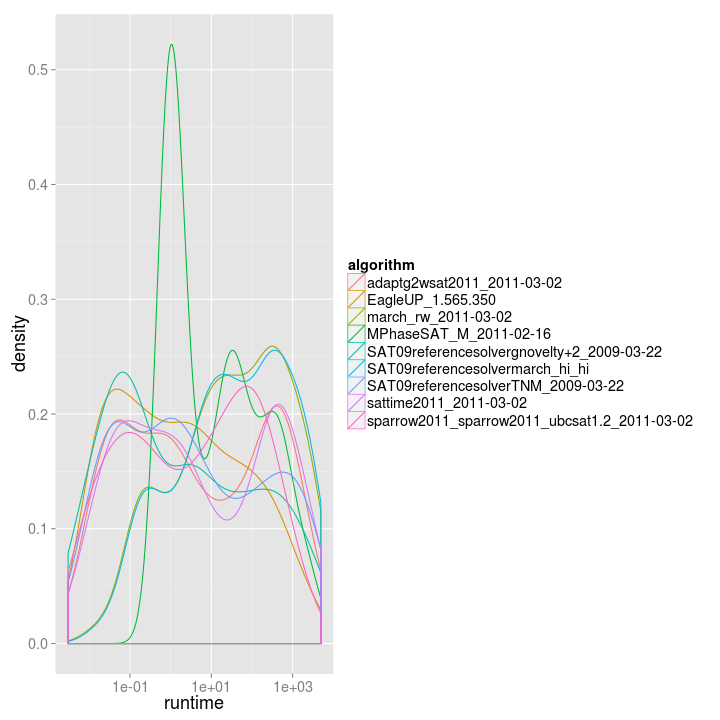 0.5
0.4
0.3
0.2
0.1
0.0
density
1e-01 1e+01 1e+03
runtime
algorithm
adaptg2wsat2011_2011-03-02
EagleUP_1.565.350
march_rw_2011-03-02
MPhaseSAT_M_2011-02-16
SAT09referencesolvergnovelty+2_2009-03-22
SAT09referencesolvermarch_hi_hi
SAT09referencesolverTNM_2009-03-22
sattime2011_2011-03-02
sparrow2011_sparrow2011_ubcsat1.2_2011-03-02